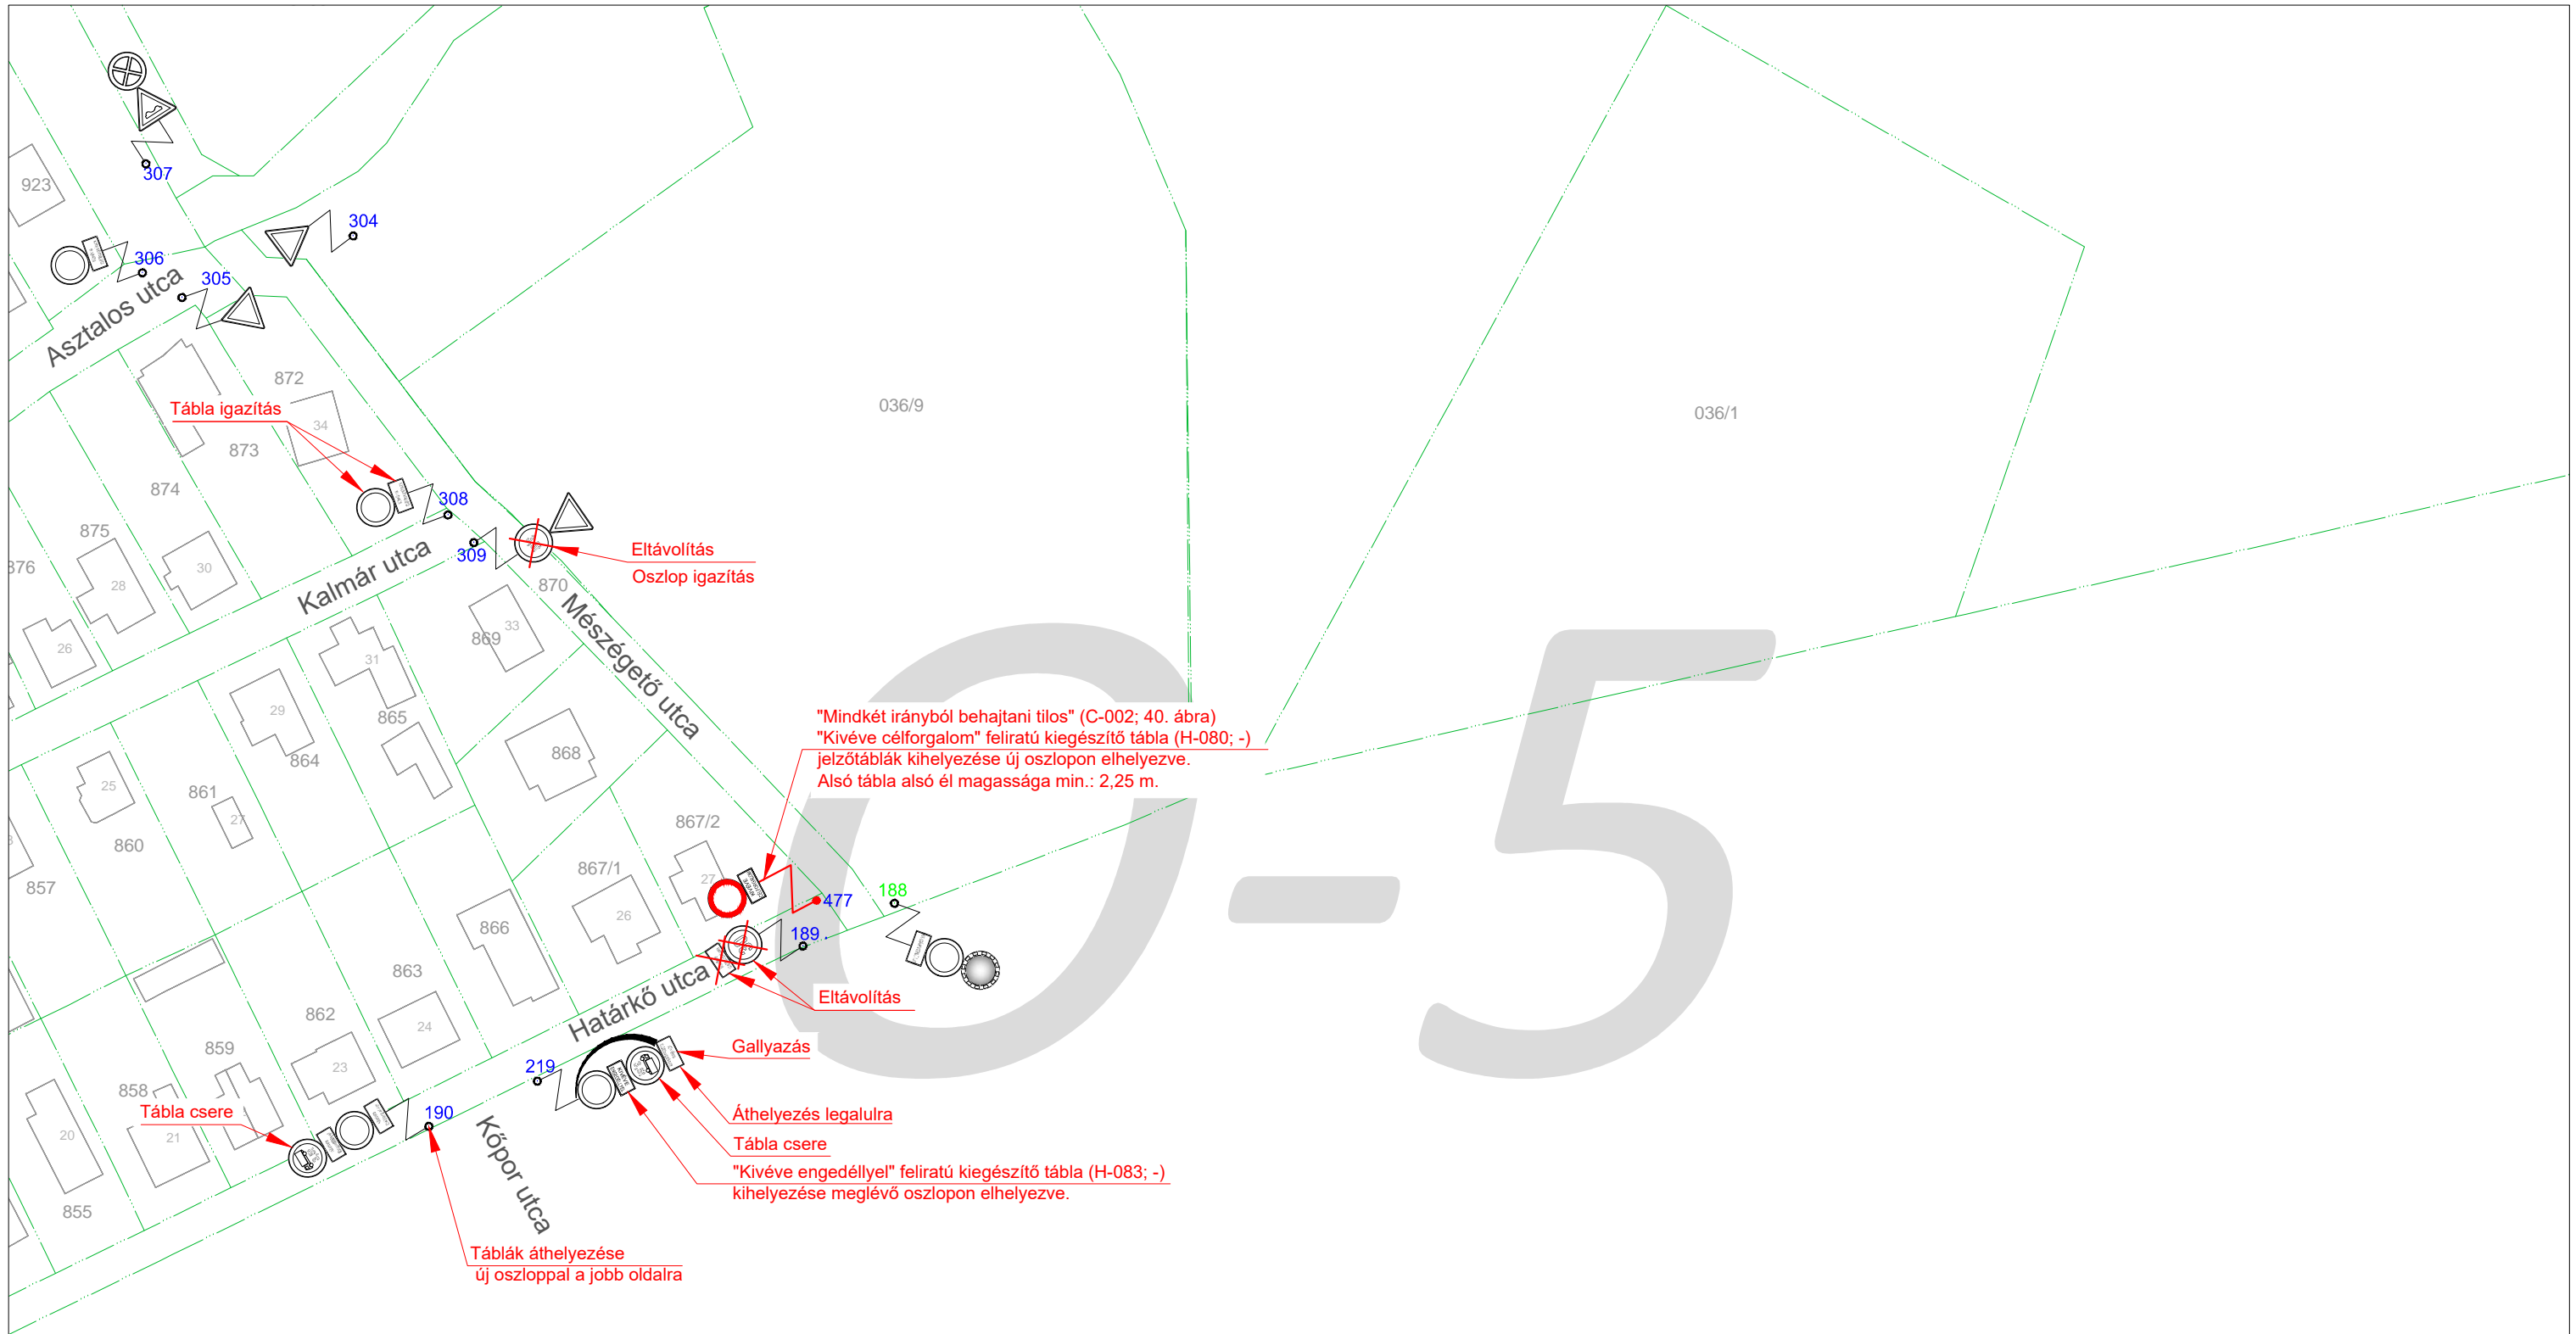 307
923
304
306
305
Asztalos utca
872
036/9
036/1
Tábla igazítás
34
873
874
308
875
309
Eltávolítás
Oszlop igazítás
876
28
30
870
Kalmár utca
Mészégető utca
33
869
26
31
29
865
864
868
"Mindkét irányból behajtani tilos" (C-002; 40. ábra)
"Kivéve célforgalom" feliratú kiegészítő tábla (H-080; -)
jelzőtáblák kihelyezése új oszlopon elhelyezve.
Alsó tábla alsó él magassága min.: 2,25 m.
O-5
25
861
27
860
867/2
867/1
27
857
188
477
26
866
189 .
Határkő utca
863
Eltávolítás
862
24
Gallyazás
859
23
219
858
KIVÉVE
Tábla csere
190
Áthelyezés legalulra
20
21
Kőpor utca
Tábla csere
"Kivéve engedéllyel" feliratú kiegészítő tábla (H-083; -)
kihelyezése meglévő oszlopon elhelyezve.
855
Táblák áthelyezése
új oszloppal a jobb oldalra